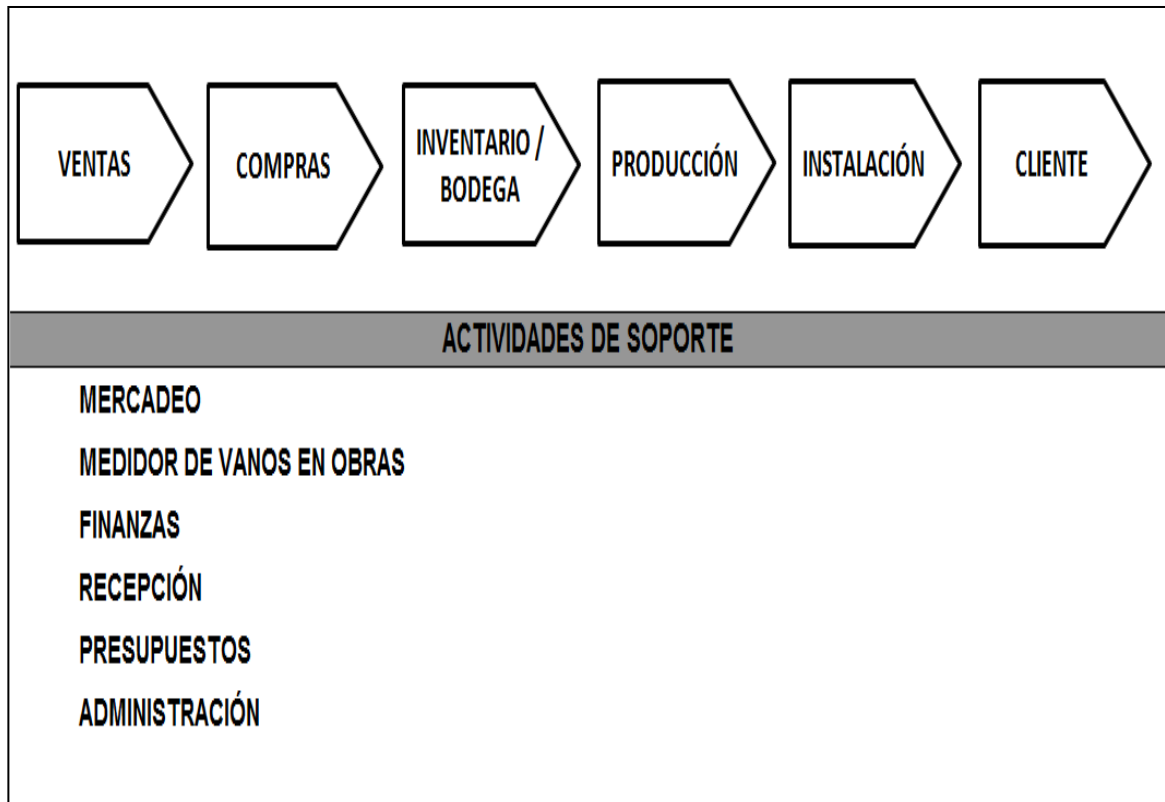 VENTAS
COMPRAS
INVENTARIO /
BODEGA
PRODUCCIÓN
INSTALACIÓN
CLIENTE
ACTIVIDADES DE SOPORTE
MERCADEO
MEDIDOR DE VANOS EN OBRAS
FINANZAS
RECEPCIÓN
PRESUPUESTOS
ADMINISTRACIÓN